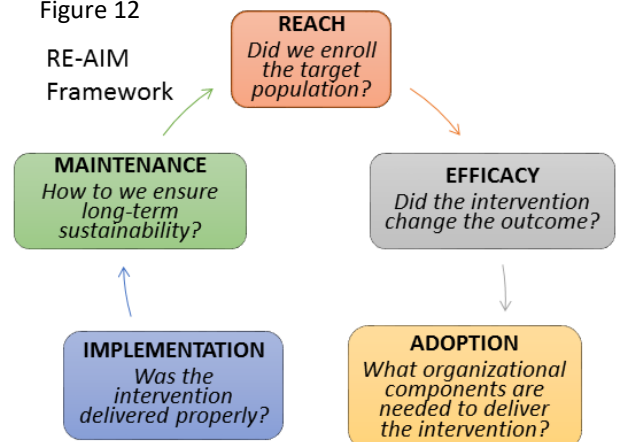 Figure 12
RE-AIM
Framework
REACH
Did we enroll
the target
population?
EFFICACY
Did the intervention
change the outcome?
ADOPTION
What organizational
components are
needed to deliver
the intervention?
IMPLEMENTATION
Was the
intervention
delivered properly?
MAINTENANCE
How to we ensure
long-term
sustainability?